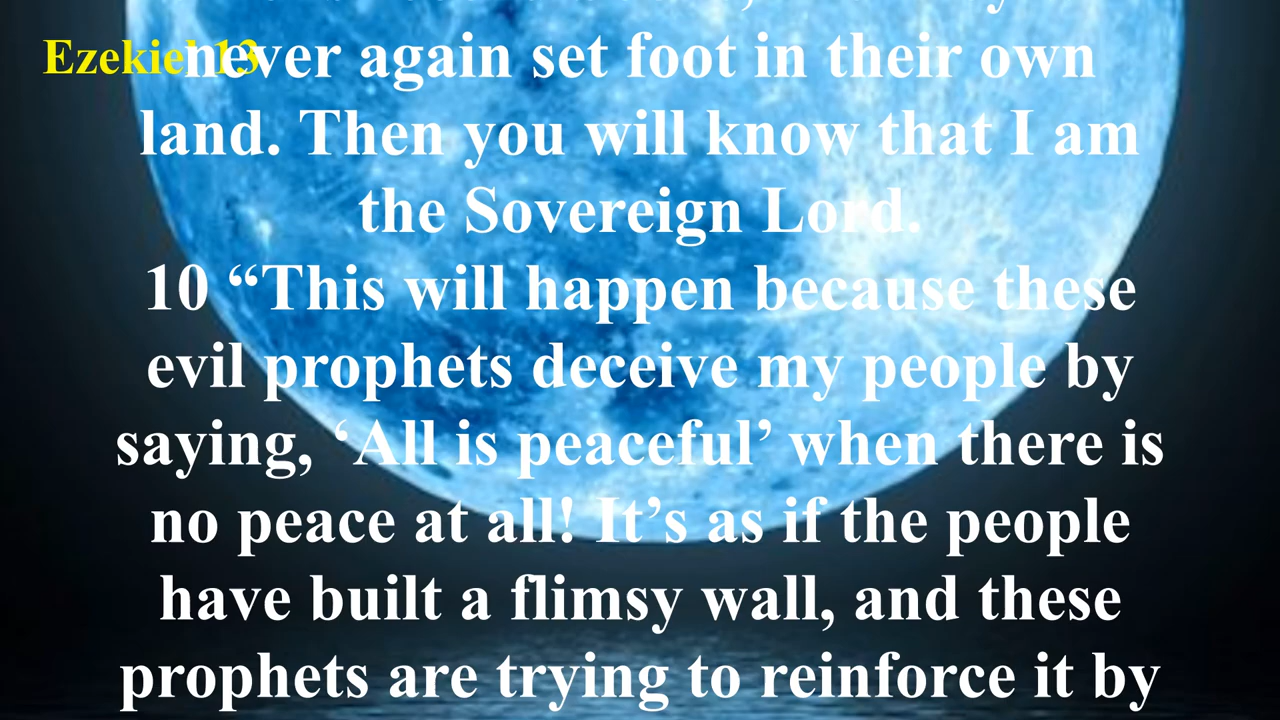 Ezekiel 13
never again set foot in their own
land. Then you will know that I am
the Sovereign Lord.
10 “This will happen because these
evil prophets deceive my people by
saying, ‘All is peaceful’ when there is
no peace at all! It’s as if the people
have built a flimsy wall, and these
prophets are trying to reinforce it by